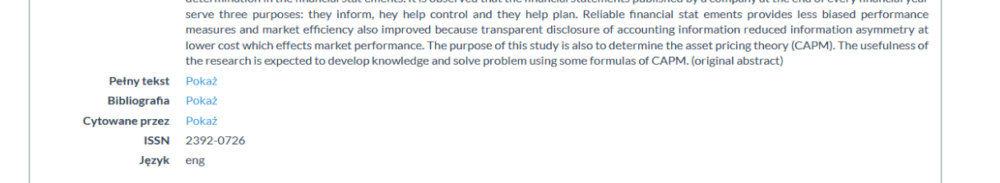 determination in the financial stat ements. It is observed that the financial statements published by a company at the end of every financial year
serve three purposes: they inform, hey help control and they help plan. Reliable financial stat ements provides less biased performance
measures and market efficiency also improved because transparent disclosure of accounting information reduced information asymmetry at
lower cost which effects market performance. The purpose of this study is also to determine the asset pricing theory (CAPM). The usefulness of
the research is expected to develop knowledge and solve problem using some formulas of CAPM. (original abstract)
Pełny tekst Pokaż
Bibliografia Pokaż
Cytowane przez Pokaż
ISSN 2392-0726
Język eng